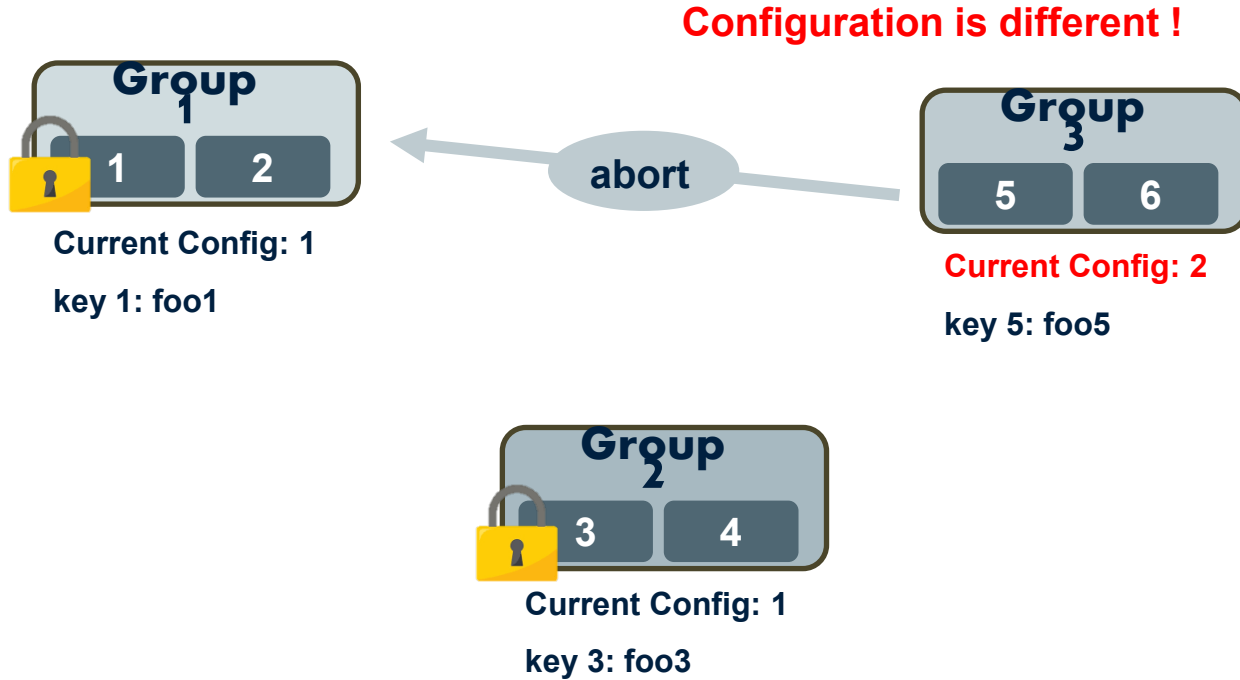 Configuration is different !
Group
1
1 2
Current Config: 1
key 1: foo1
abort
Group
3
5 6
Current Config: 2
key 5: foo5
Group
2
3 4
Current Config: 1
key 3: foo3